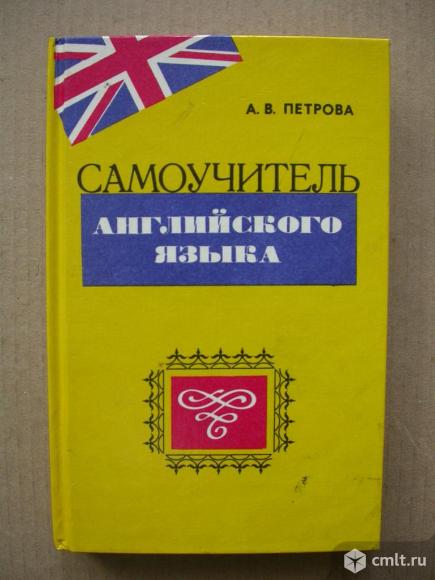 А. В. ПЕТРОВА
САМОУЧИТЕЛЬ
АНГЛИЙСКОГО
ЯЗЫКА
cmlt.ru